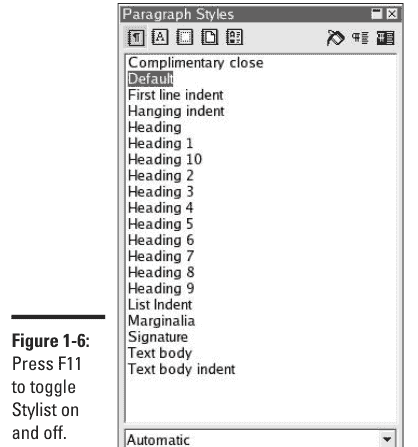 Paragraph Styles
Complimentary close
Default
First line indent
Hanging indent
Heading
Heading 1
Heading 10
Heading 2
Heading 3
Heading 4
Heading 5
Heading 6
Heading 7
Heading 8
Heading 9
List Indent
Marginalia
Signature
Text body
Text body indent
Automatic
Figure 1-6:
Press F11
to toggle
Stylist on
and off.